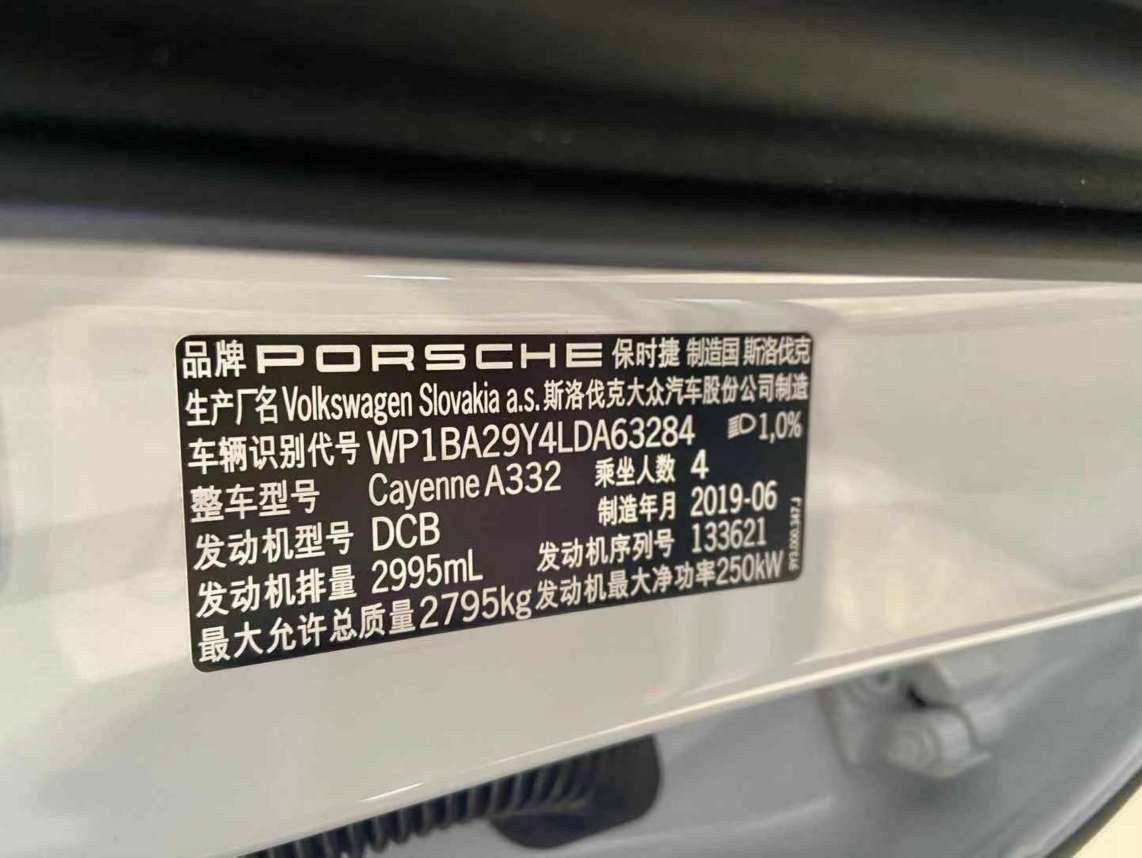 品牌 PORSCHE 保时捷 制造国 斯洛伐克
生产厂名 Volkswagen Slovakia a.s. 斯洛伐克大众汽车股份公司制造
车辆识别代号 WP1BA29Y4LDA63284 1,0%
整车型号 Cayenne A332 乘坐人数 4
发动机型号 DCB 制造年月 2019-06
发动机排量 2995mL 发动机序列号 133621
最大允许总质量 2795kg 发动机最大净功率 250kW